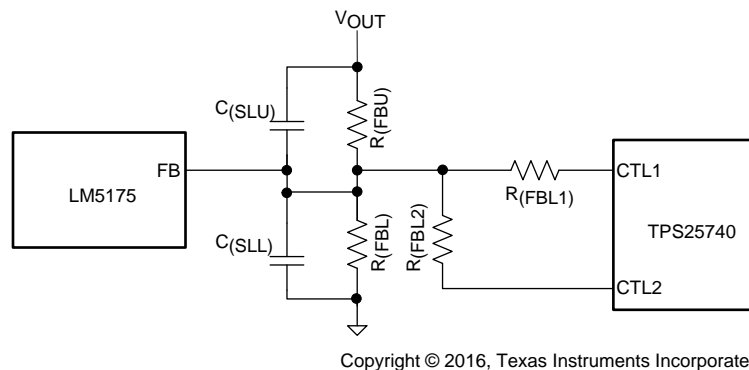 VOUT
C(SLU)
R(FBU)
FB
LM5175
R(FBL1)
CTL1
C(SLL)
R(FBL)
R(FBL2)
TPS25740
CTL2
Copyright © 2016, Texas Instruments Incorporate